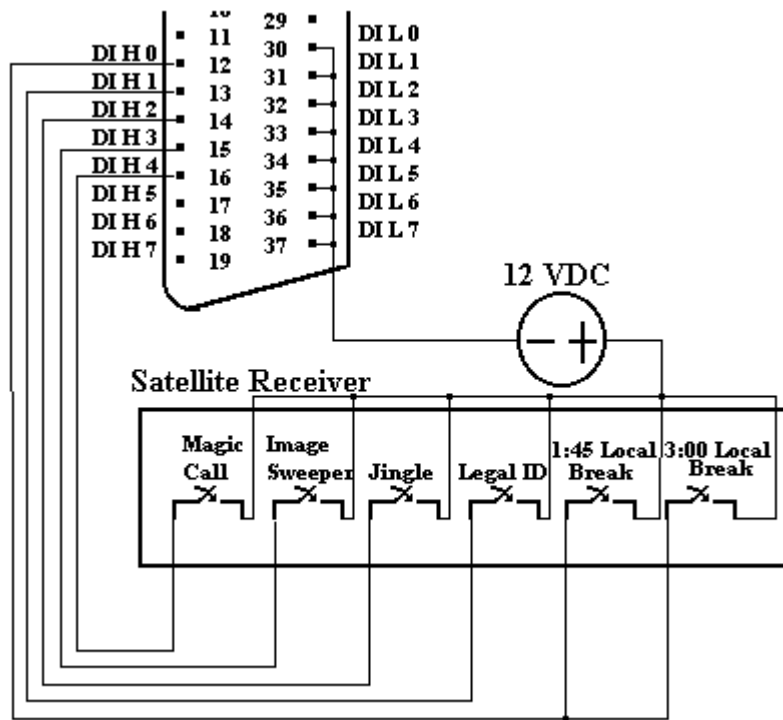 10
29
11
30
DI L 0
DI H 0
12
31
DI L 1
DI H 1
13
32
DI L 2
DI H 2
14
33
DI L 3
DI H 3
15
34
DI L 4
DI H 4
16
35
DI L 5
DI H 5
17
36
DI L 6
DI H 6
18
37
DI L 7
DI H 7
19
12 VDC
− +
Satellite Receiver
Magic Call
Image Sweeper
Jingle
Legal ID
1:45 Local Break
3:00 Local Break